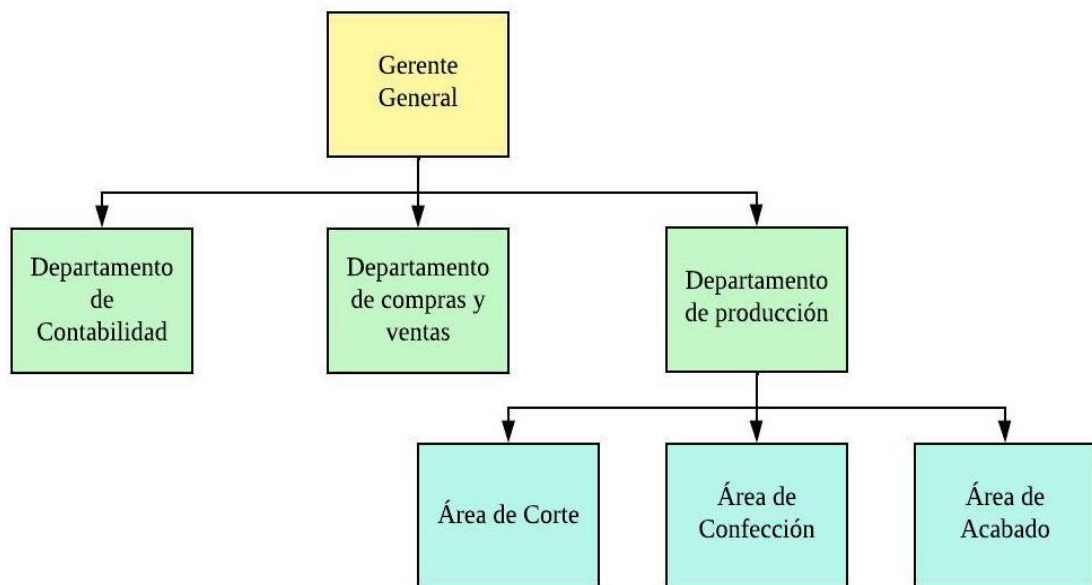 Gerente
General
Departamento
de
Contabilidad
Departamento
de compras y
ventas
Departamento
de producción
Área de Corte
Área de
Confección
Área de
Acabado